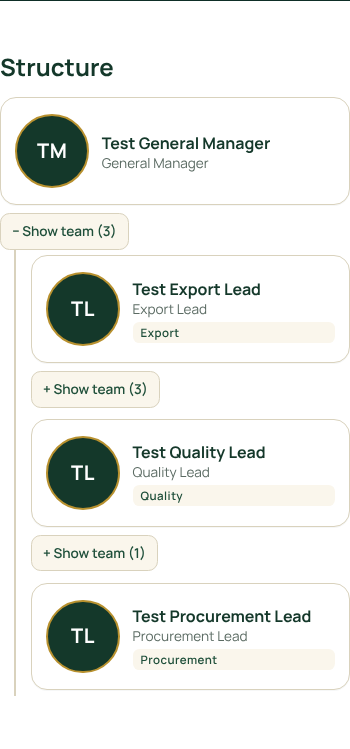 Structure
TM
Test General Manager
General Manager
− Show team (3)
TL
Test Export Lead
Export Lead
Export
+ Show team (3)
TL
Test Quality Lead
Quality Lead
Quality
+ Show team (1)
TL
Test Procurement Lead
Procurement Lead
Procurement